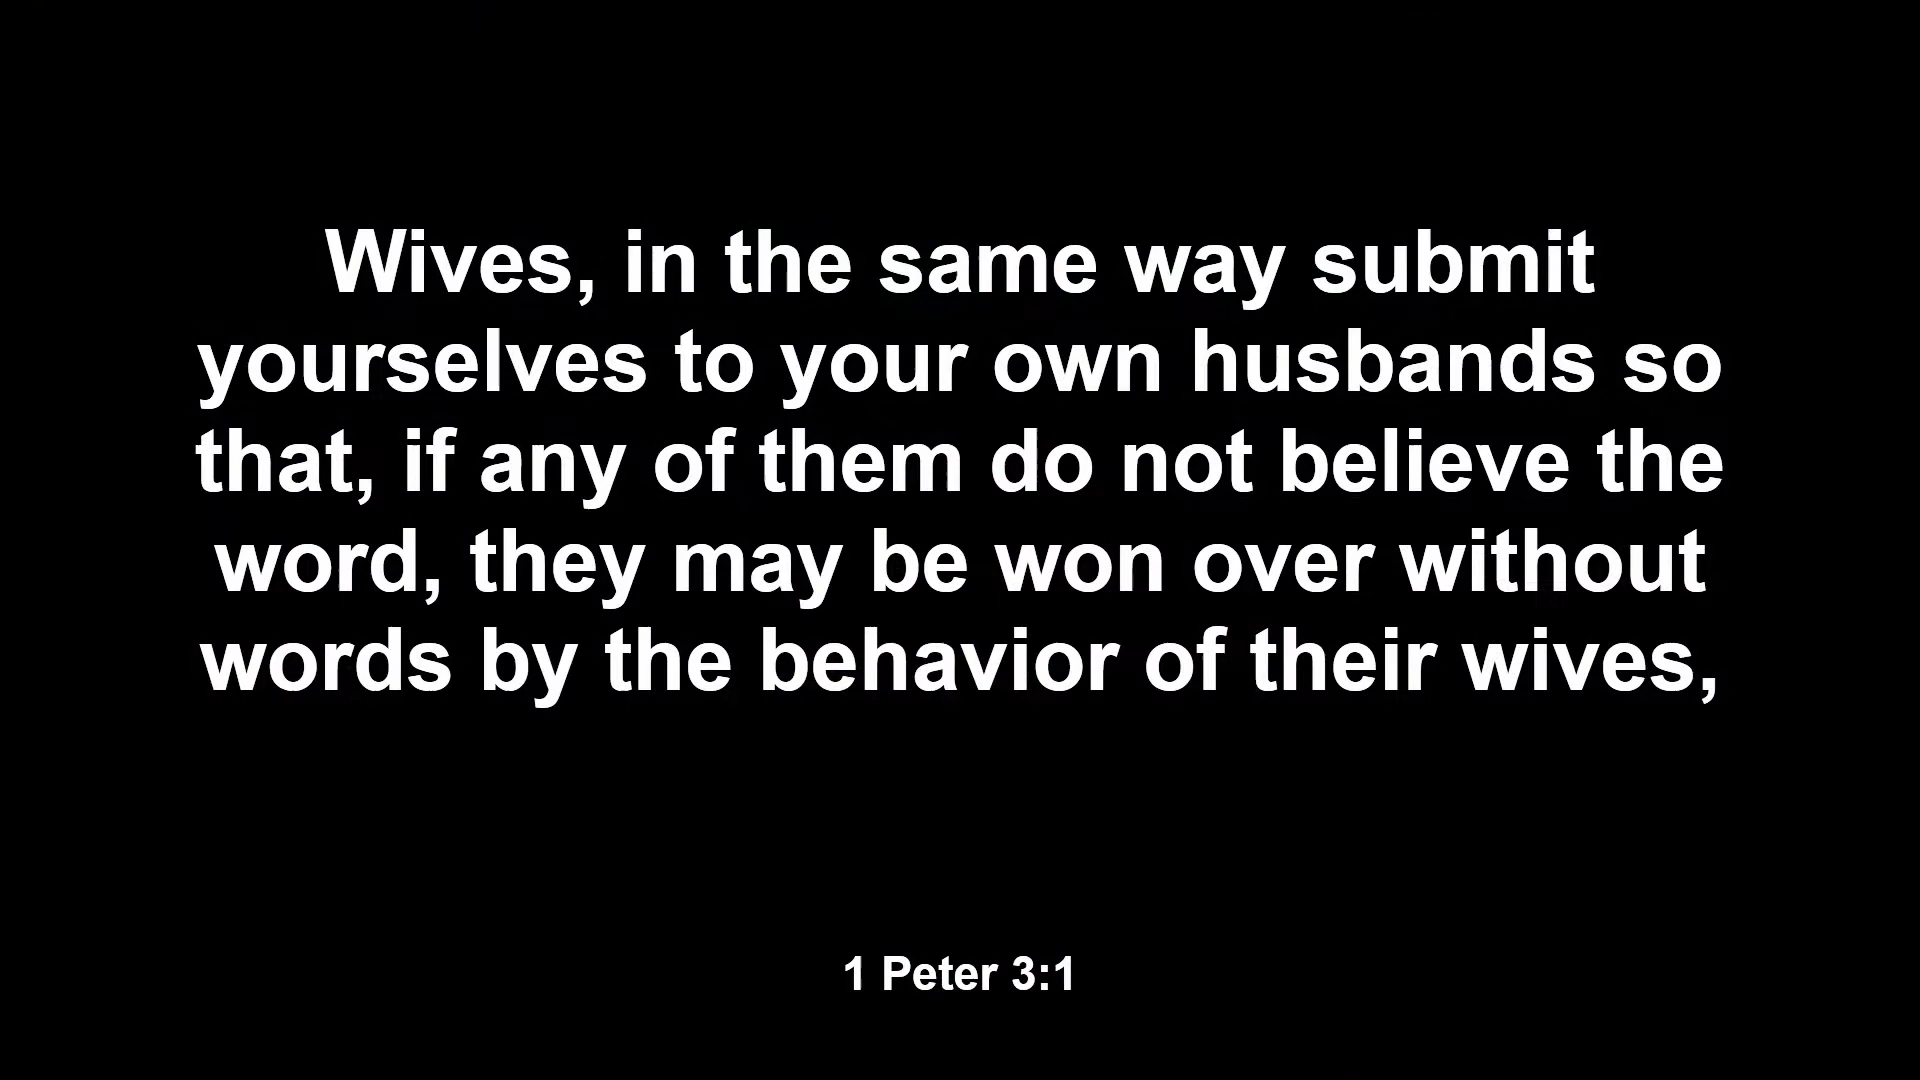 Wives, in the same way submit
yourselves to your own husbands so
that, if any of them do not believe the
word, they may be won over without
words by the behavior of their wives,
1 Peter 3:1